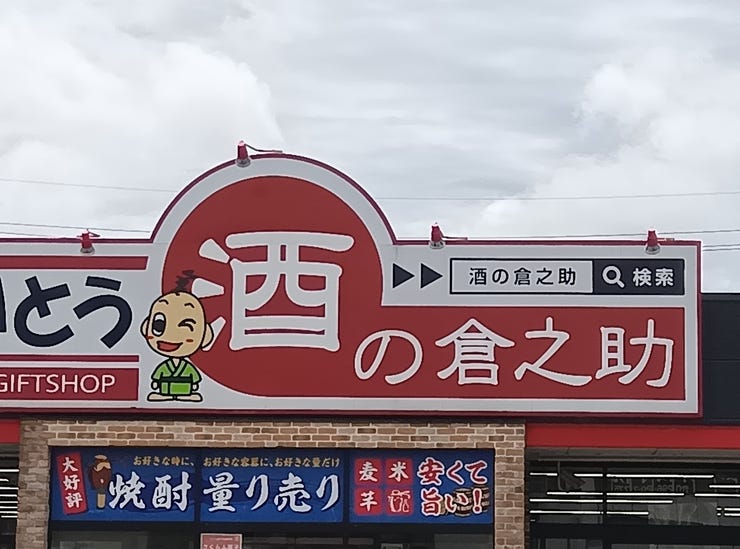 いとう
GIFTSHOP
酒の倉之助
酒の倉之助 検索
大好評
お好きな時に、お好きな容器に、お好きな量だけ
焼酎量り売り
麦 米
芋
安くて
旨い!